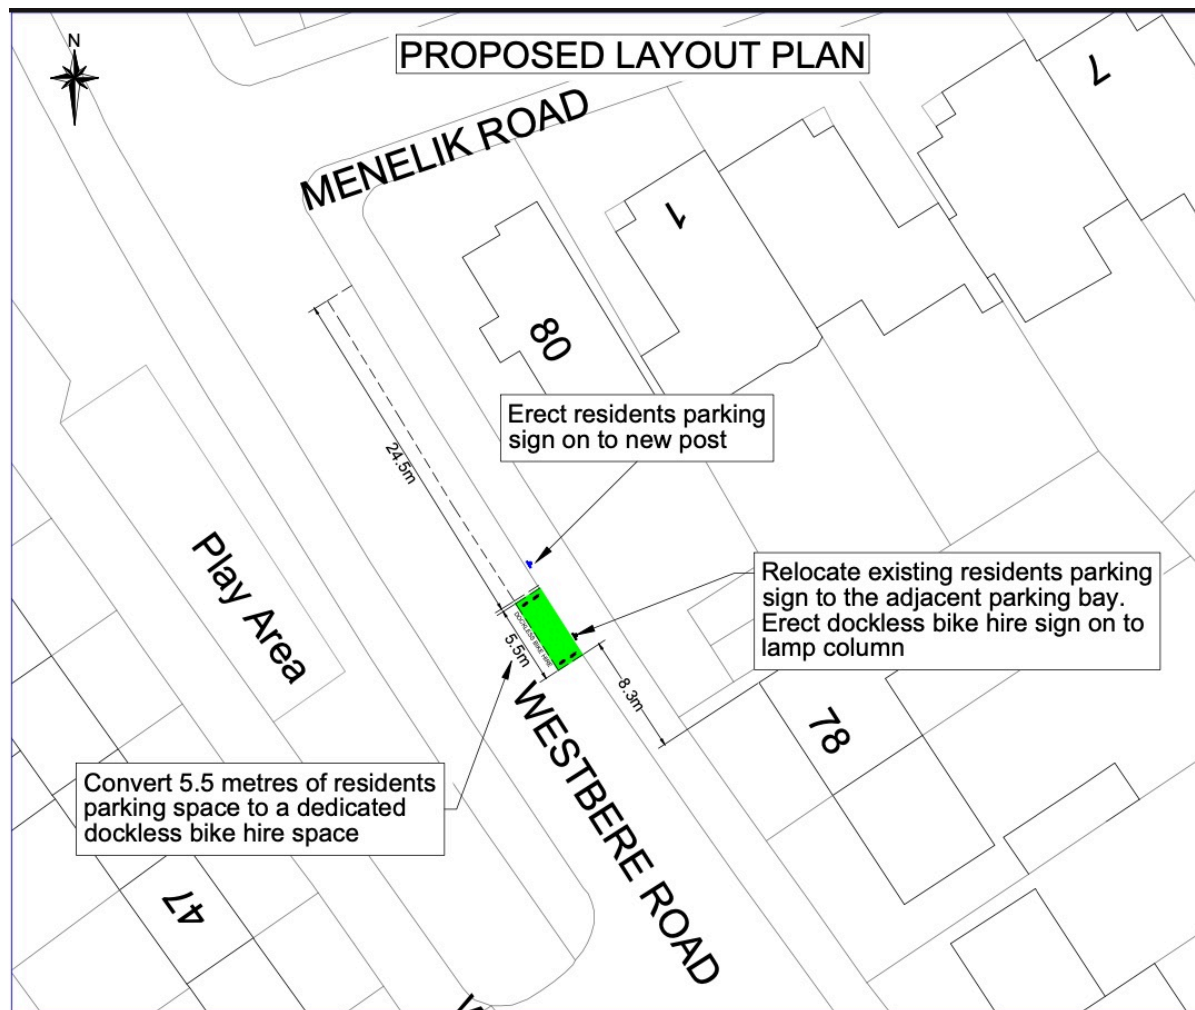 PROPOSED LAYOUT PLAN
N
MENELIK ROAD
7
1
80
Erect residents parking
sign on to new post
24.5m
Play Area
Relocate existing residents parking
sign to the adjacent parking bay.
Erect dockless bike hire sign on to
lamp column
DOCKLESS BIKE HIRE
5.5m
8.3m
WESTBERE ROAD
78
Convert 5.5 metres of residents
parking space to a dedicated
dockless bike hire space
47